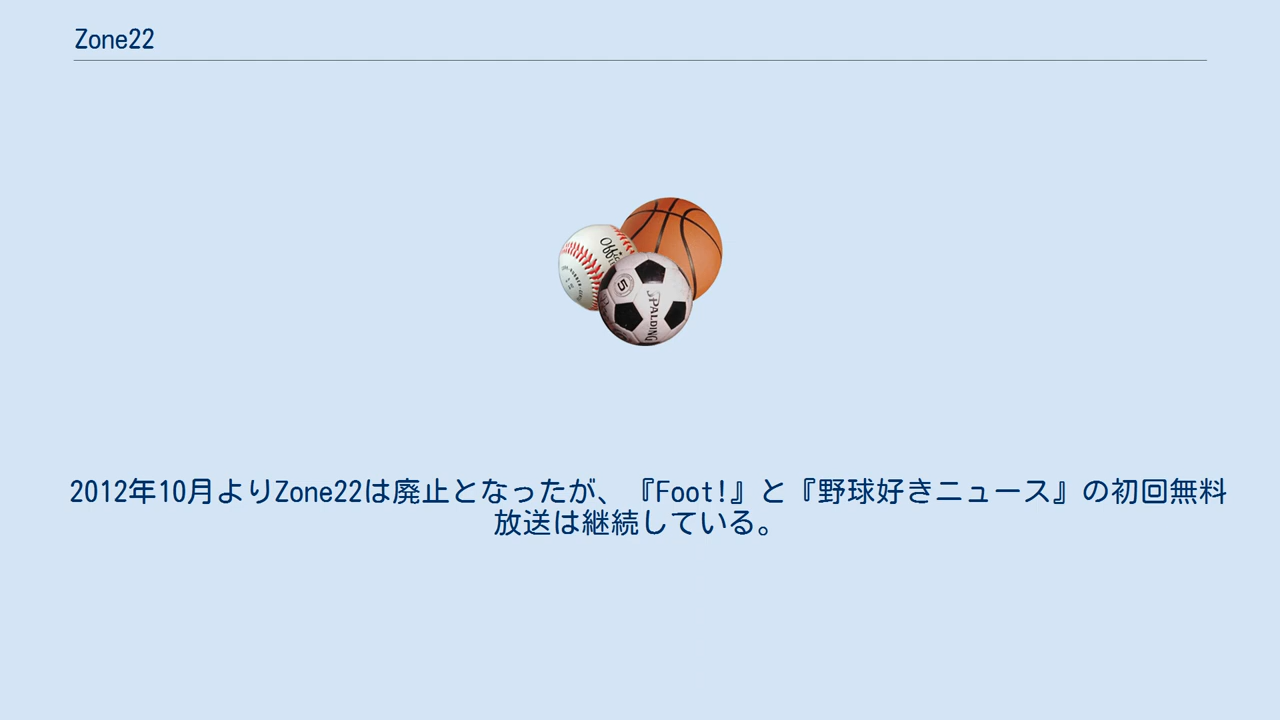 Zone22
5
SPALDING
2012年10月よりZone22は廃止となったが、『Foot!』と『野球好きニュース』の初回無料
放送は継続している。